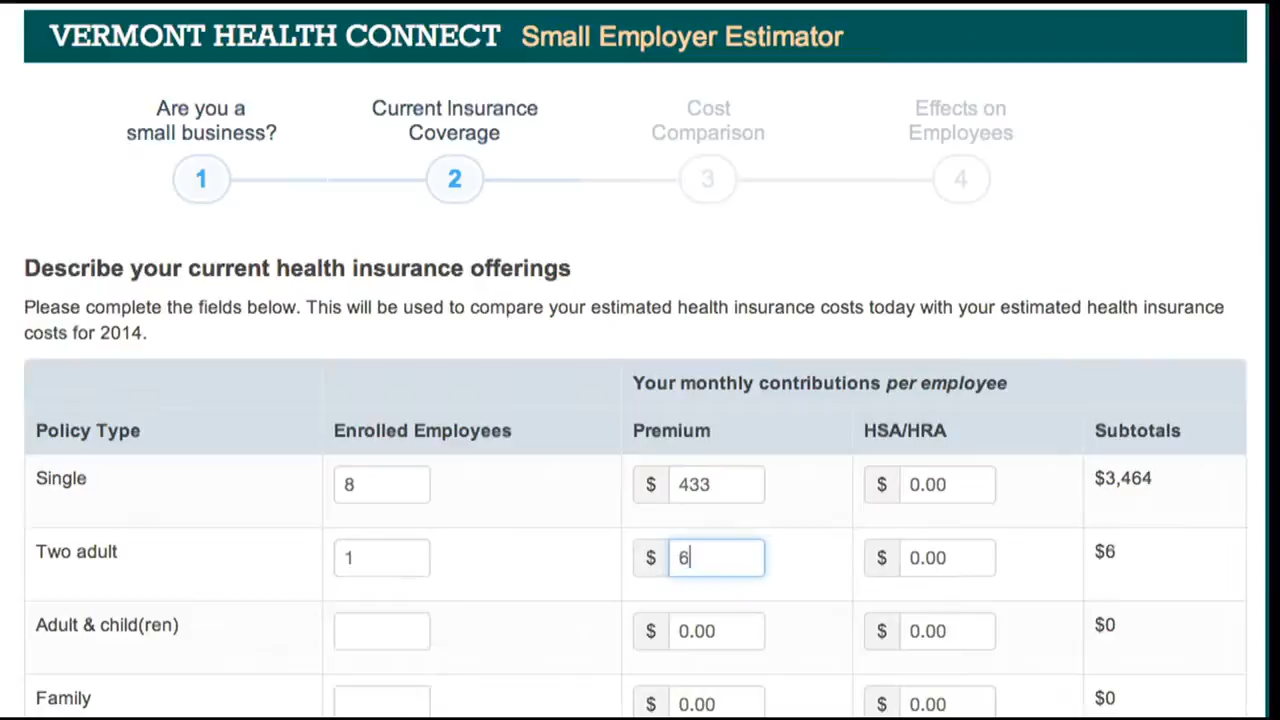 VERMONT HEALTH CONNECT Small Employer Estimator
Are you a
small business?
Current Insurance
Coverage
Cost
Comparison
Effects on
Employees
1
2
3
4
Describe your current health insurance offerings
Please complete the fields below. This will be used to compare your estimated health insurance costs today with your estimated health insurance
costs for 2014.
Your monthly contributions per employee
Policy Type Enrolled Employees Premium HSA/HRA Subtotals
Single 8 $ 433 $ 0.00 $3,464
Two adult 1 $ 6 $ 0.00 $6
Adult & child(ren) $ 0.00 $ 0.00 $0
Family $ 0.00 $ 0.00 $0